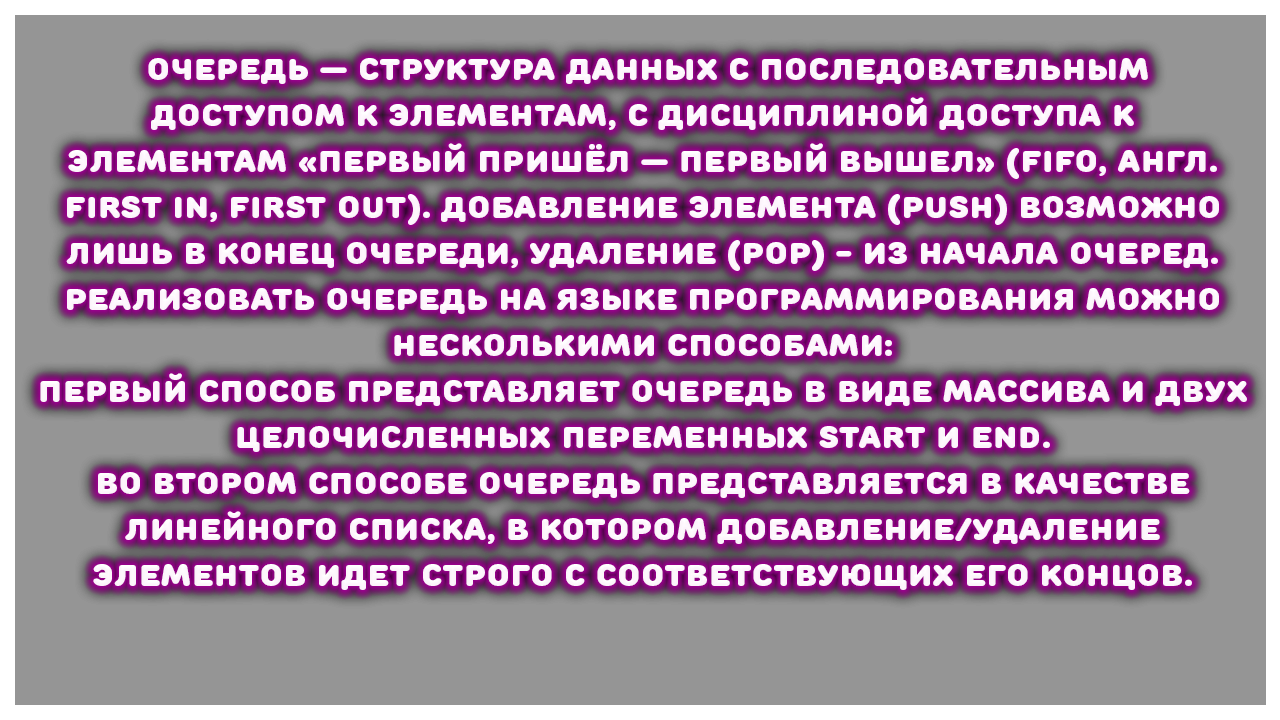 ОЧЕРЕДЬ — СТРУКТУРА ДАННЫХ С ПОСЛЕДОВАТЕЛЬНЫМ
ДОСТУПОМ К ЭЛЕМЕНТАМ, С ДИСЦИПЛИНОЙ ДОСТУПА К
ЭЛЕМЕНТАМ «ПЕРВЫЙ ПРИШЁЛ — ПЕРВЫЙ ВЫШЕЛ» (FIFO, АНГЛ.
FIRST IN, FIRST OUT). ДОБАВЛЕНИЕ ЭЛЕМЕНТА (PUSH) ВОЗМОЖНО
ЛИШЬ В КОНЕЦ ОЧЕРЕДИ, УДАЛЕНИЕ (POP) – ИЗ НАЧАЛА ОЧЕРЕД.
РЕАЛИЗОВАТЬ ОЧЕРЕДЬ НА ЯЗЫКЕ ПРОГРАММИРОВАНИЯ МОЖНО
НЕСКОЛЬКИМИ СПОСОБАМИ:
ПЕРВЫЙ СПОСОБ ПРЕДСТАВЛЯЕТ ОЧЕРЕДЬ В ВИДЕ МАССИВА И ДВУХ
ЦЕЛОЧИСЛЕННЫХ ПЕРЕМЕННЫХ START И END.
ВО ВТОРОМ СПОСОБЕ ОЧЕРЕДЬ ПРЕДСТАВЛЯЕТСЯ В КАЧЕСТВЕ
ЛИНЕЙНОГО СПИСКА, В КОТОРОМ ДОБАВЛЕНИЕ/УДАЛЕНИЕ
ЭЛЕМЕНТОВ ИДЕТ СТРОГО С СООТВЕТСТВУЮЩИХ ЕГО КОНЦОВ.